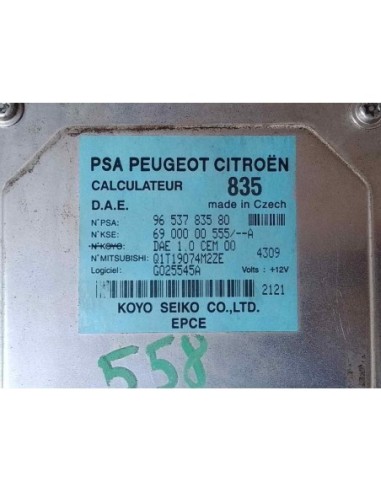 PSA PEUGEOT CITROËN
CALCULATEUR 835
D.A.E. made in Czech
N°PSA: 96 537 835 80
N°KSE: 69 000 00 555/--A
N°KOYO: DAE 1.0 CEM 00
N°MITSUBISHI: Q1T19074M2ZE 4309
Logiciel: G025545A Volts : +12V
2121
KOYO SEIKO CO.,LTD.
EPCE
558